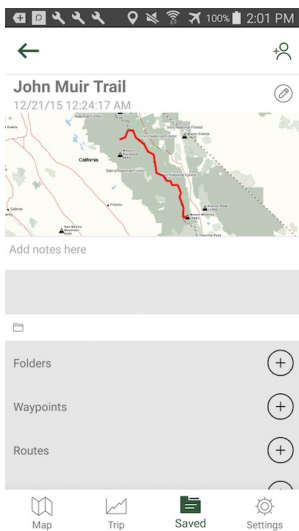 100% 2:01 PM
John Muir Trail
12/21/15 12:24:17 AM
California
Add notes here
Folders
Waypoints
Routes
Map Trip Saved Settings